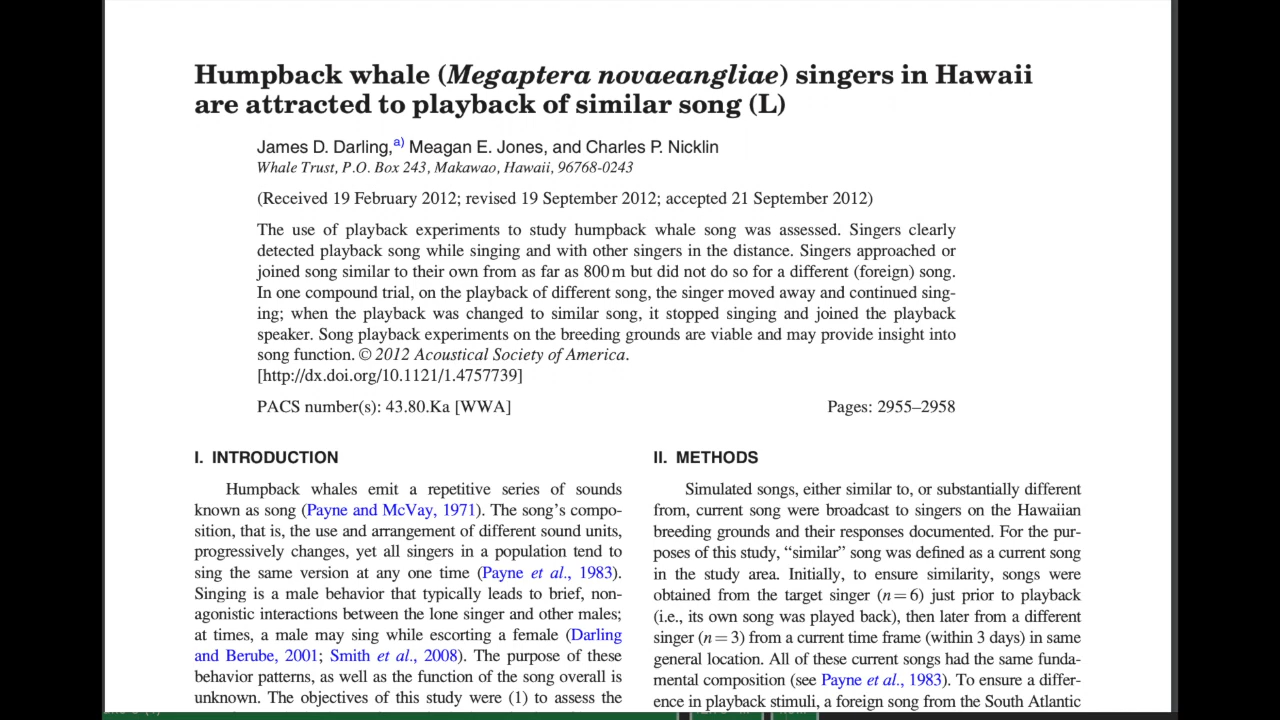 Humpback whale (Megaptera novaeangliae) singers in Hawaii
are attracted to playback of similar song (L)
James D. Darling,a) Meagan E. Jones, and Charles P. Nicklin
Whale Trust, P.O. Box 243, Makawao, Hawaii, 96768-0243
(Received 19 February 2012; revised 19 September 2012; accepted 21 September 2012)
The use of playback experiments to study humpback whale song was assessed. Singers clearly
detected playback song while singing and with other singers in the distance. Singers approached or
joined song similar to their own from as far as 800 m but did not do so for a different (foreign) song.
In one compound trial, on the playback of different song, the singer moved away and continued sing-
ing; when the playback was changed to similar song, it stopped singing and joined the playback
speaker. Song playback experiments on the breeding grounds are viable and may provide insight into
song function. © 2012 Acoustical Society of America.
[http://dx.doi.org/10.1121/1.4757739]
PACS number(s): 43.80.Ka [WWA] Pages: 2955–2958
I. INTRODUCTION
Humpback whales emit a repetitive series of sounds
known as song (Payne and McVay, 1971). The song's compo-
sition, that is, the use and arrangement of different sound units,
progressively changes, yet all singers in a population tend to
sing the same version at any one time (Payne et al., 1983).
Singing is a male behavior that typically leads to brief, non-
agonistic interactions between the lone singer and other males;
at times, a male may sing while escorting a female (Darling
and Berube, 2001; Smith et al., 2008). The purpose of these
behavior patterns, as well as the function of the song overall is
unknown. The objectives of this study were (1) to assess the
II. METHODS
Simulated songs, either similar to, or substantially different
from, current song were broadcast to singers on the Hawaiian
breeding grounds and their responses documented. For the pur-
poses of this study, “similar” song was defined as a current song
in the study area. Initially, to ensure similarity, songs were
obtained from the target singer (n = 6) just prior to playback
(i.e., its own song was played back), then later from a different
singer (n = 3) from a current time frame (within 3 days) in same
general location. All of these current songs had the same funda-
mental composition (see Payne et al., 1983). To ensure a differ-
ence in playback stimuli, a foreign song from the South Atlantic